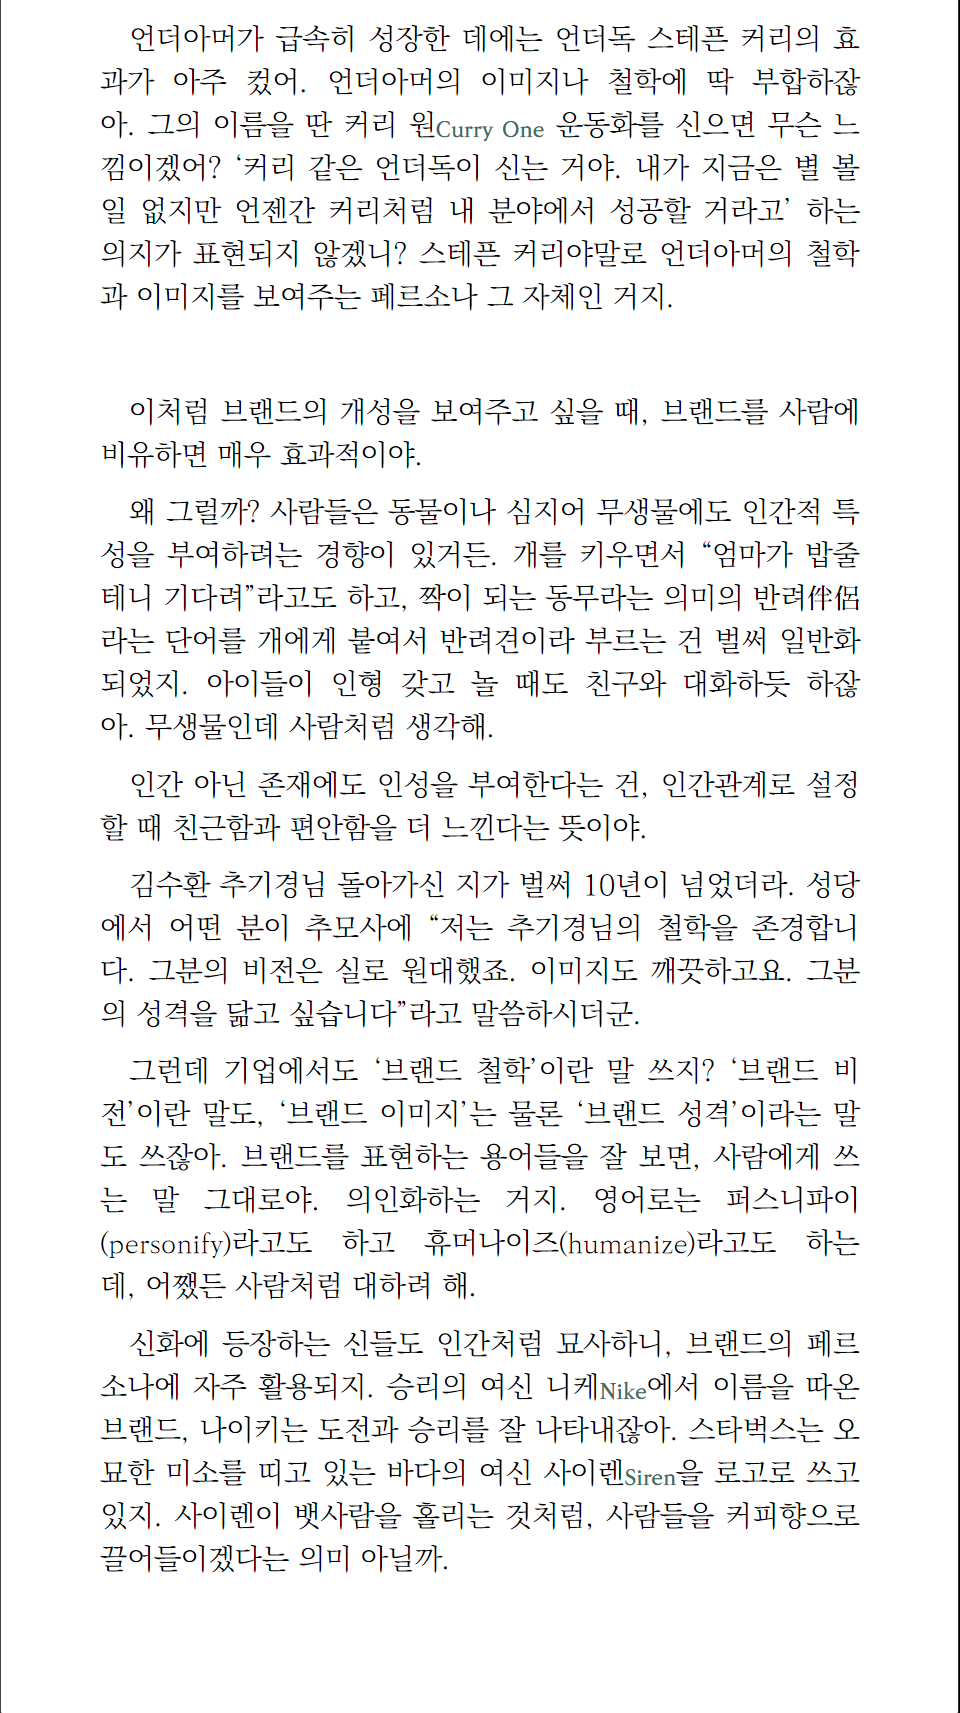 언더아머가 급속히 성장한 데에는 언더독 스테픈 커리의 효
과가 아주 컸어. 언더아머의 이미지나 철학에 딱 부합하잖
아. 그의 이름을 딴 커리 원Curry One 운동화를 신으면 무슨 느
낌이겠어? ‘커리 같은 언더독이 신는 거야. 내가 지금은 별 볼
일 없지만 언젠간 커리처럼 내 분야에서 성공할 거라고’ 하는
의지가 표현되지 않겠니? 스테픈 커리야말로 언더아머의 철학
과 이미지를 보여주는 페르소나 그 자체인 거지.
이처럼 브랜드의 개성을 보여주고 싶을 때, 브랜드를 사람에
비유하면 매우 효과적이야.
왜 그럴까? 사람들은 동물이나 심지어 무생물에도 인간적 특
성을 부여하려는 경향이 있거든. 개를 키우면서 “엄마가 밥줄
테니 기다려”라고도 하고, 짝이 되는 동무라는 의미의 반려伴侶
라는 단어를 개에게 붙여서 반려견이라 부르는 건 벌써 일반화
되었지. 아이들이 인형 갖고 놀 때도 친구와 대화하듯 하잖
아. 무생물인데 사람처럼 생각해.
인간 아닌 존재에도 인성을 부여한다는 건, 인간관계로 설정
할 때 친근함과 편안함을 더 느낀다는 뜻이야.
김수환 추기경님 돌아가신 지가 벌써 10년이 넘었더라. 성당
에서 어떤 분이 추모사에 “저는 추기경님의 철학을 존경합니
다. 그분의 비전은 실로 원대했죠. 이미지도 깨끗하고요. 그분
의 성격을 닮고 싶습니다”라고 말씀하시더군.
그런데 기업에서도 ‘브랜드 철학’이란 말 쓰지? ‘브랜드 비
전’이란 말도, ‘브랜드 이미지’는 물론 ‘브랜드 성격’이라는 말
도 쓰잖아. 브랜드를 표현하는 용어들을 잘 보면, 사람에게 쓰
는 말 그대로야. 의인화하는 거지. 영어로는 퍼스니파이
(personify)라고도 하고 휴머나이즈(humanize)라고도 하는
데, 어쨌든 사람처럼 대하려 해.
신화에 등장하는 신들도 인간처럼 묘사하니, 브랜드의 페르
소나에 자주 활용되지. 승리의 여신 니케Nike에서 이름을 따온
브랜드, 나이키는 도전과 승리를 잘 나타내잖아. 스타벅스는 오
묘한 미소를 띠고 있는 바다의 여신 사이렌Siren을 로고로 쓰고
있지. 사이렌이 뱃사람을 홀리는 것처럼, 사람들을 커피향으로
끌어들이겠다는 의미 아닐까.